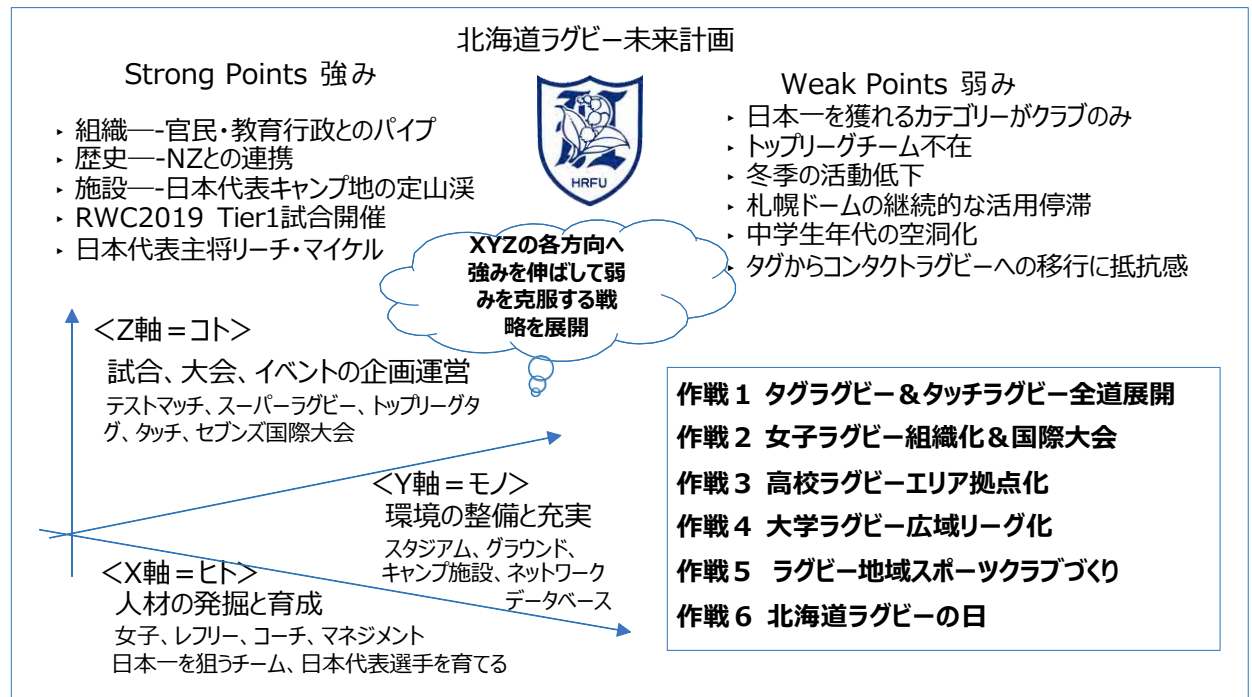 北海道ラグビー未来計画
Strong Points 強み
‣ 組織―-官民・教育行政とのパイプ
‣ 歴史―-NZとの連携
‣ 施設―-日本代表キャンプ地の定山渓
‣ RWC2019 Tier1試合開催
‣ 日本代表主将リーチ・マイケル
HRFU
Weak Points 弱み
‣ 日本一を獲れるカテゴリーがクラブのみ
‣ トップリーグチーム不在
‣ 冬季の活動低下
‣ 札幌ドームの継続的な活用停滞
‣ 中学生年代の空洞化
‣ タグからコンタクトラグビーへの移行に抵抗感
XYZの各方向へ
強みを伸ばして弱
みを克服する戦
略を展開
＜Z軸＝コト＞
試合、大会、イベントの企画運営
テストマッチ、スーパーラグビー、トップリーグタ
グ、タッチ、セブンズ国際大会
＜Y軸＝モノ＞
環境の整備と充実
スタジアム、グラウンド、
キャンプ施設、ネットワーク
データベース
＜X軸＝ヒト＞
人材の発掘と育成
女子、レフリー、コーチ、マネジメント
日本一を狙うチーム、日本代表選手を育てる
作戦１ タグラグビー＆タッチラグビー全道展開
作戦２ 女子ラグビー組織化＆国際大会
作戦３ 高校ラグビーエリア拠点化
作戦４ 大学ラグビー広域リーグ化
作戦５ ラグビー地域スポーツクラブづくり
作戦６ 北海道ラグビーの日